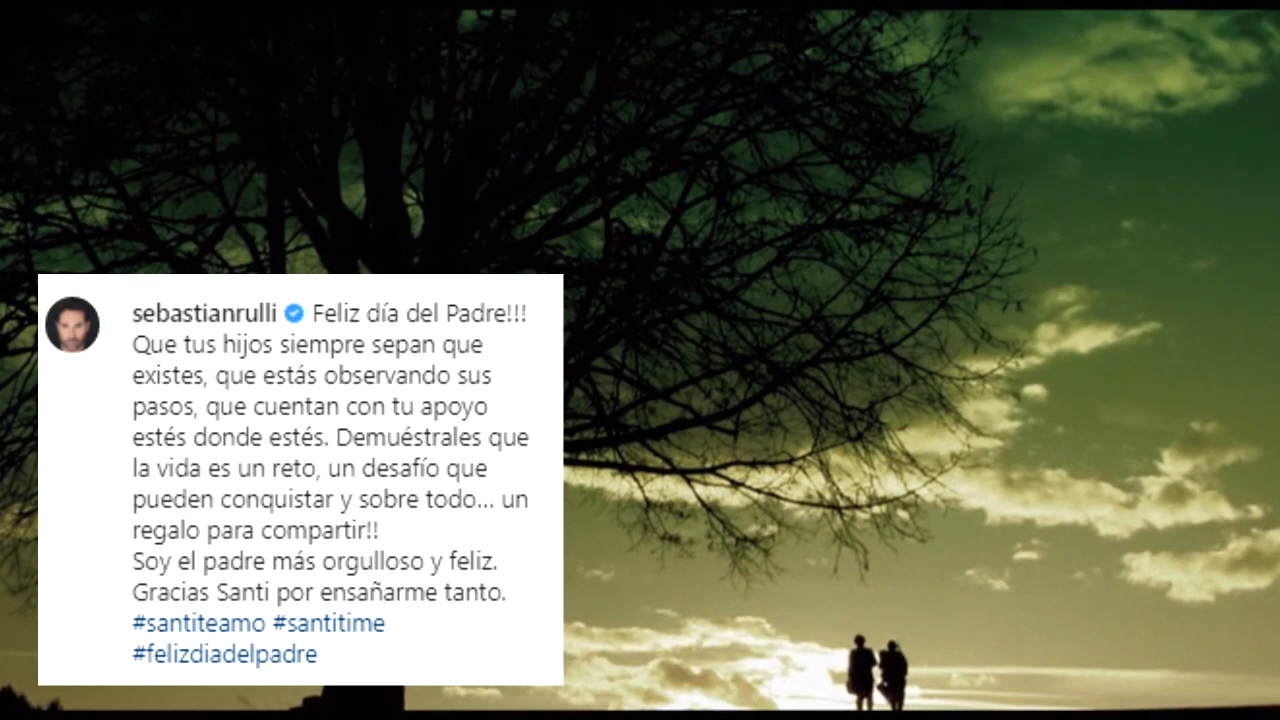 sebastianrulli Feliz día del Padre!!!
Que tus hijos siempre sepan que
existes, que estás observando sus
pasos, que cuentan con tu apoyo
estés donde estés. Demuéstrales que
la vida es un reto, un desafío que
pueden conquistar y sobre todo... un
regalo para compartir!!
Soy el padre más orgulloso y feliz.
Gracias Santi por ensañarme tanto.
#santiteamo #santitime
#felizdiadelpadre